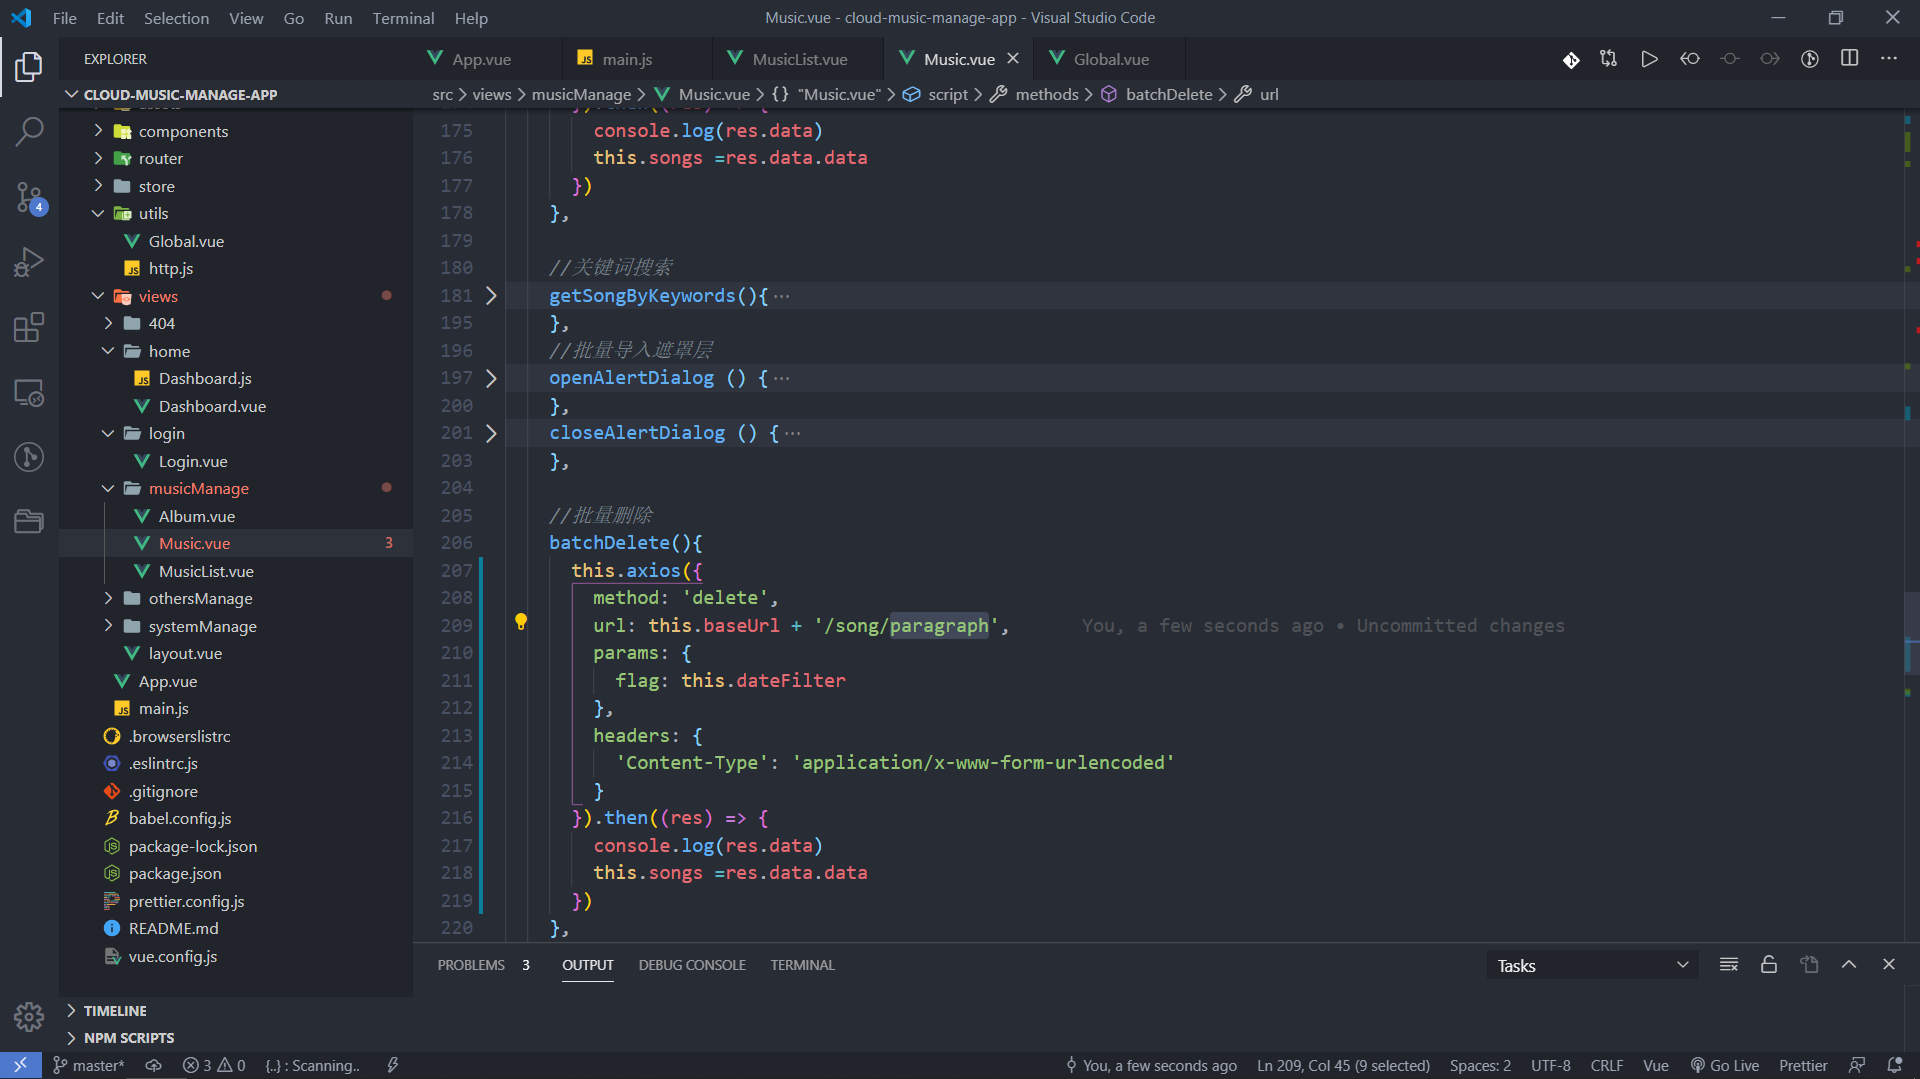 File Edit Selection View Go Run Terminal Help
Music.vue - cloud-music-manage-app - Visual Studio Code
EXPLORER
App.vue main.js MusicList.vue Music.vue Global.vue
CLOUD-MUSIC-MANAGE-APP
src > views > musicManage > Music.vue > {} "Music.vue" > script > methods > batchDelete > url
components
router
store
utils
Global.vue
http.js
views
404
home
Dashboard.js
Dashboard.vue
login
Login.vue
musicManage
Album.vue
Music.vue 3
MusicList.vue
othersManage
systemManage
layout.vue
App.vue
main.js
.browserslistrc
.eslintrc.js
.gitignore
babel.config.js
package-lock.json
package.json
prettier.config.js
README.md
vue.config.js
TIMELINE
NPM SCRIPTS
4
175 console.log(res.data)
176 this.songs =res.data.data
177 })
178 },
179
180 //关键词搜索
181 getSongByKeywords(){···
195 },
196 //批量导入遮罩层
197 openAlertDialog () {···
200 },
201 closeAlertDialog () {···
203 },
204
205 //批量删除
206 batchDelete(){
207 this.axios({
208 method: 'delete',
209 url: this.baseUrl + '/song/paragraph', You, a few seconds ago • Uncommitted changes
210 params: {
211 flag: this.dateFilter
212 },
213 headers: {
214 'Content-Type': 'application/x-www-form-urlencoded'
215 }
216 }).then((res) => {
217 console.log(res.data)
218 this.songs =res.data.data
219 })
220 },
PROBLEMS 3 OUTPUT DEBUG CONSOLE TERMINAL Tasks
master* 3 0 {..} : Scanning.. You, a few seconds ago Ln 209, Col 45 (9 selected) Spaces: 2 UTF-8 CRLF Vue Go Live Prettier